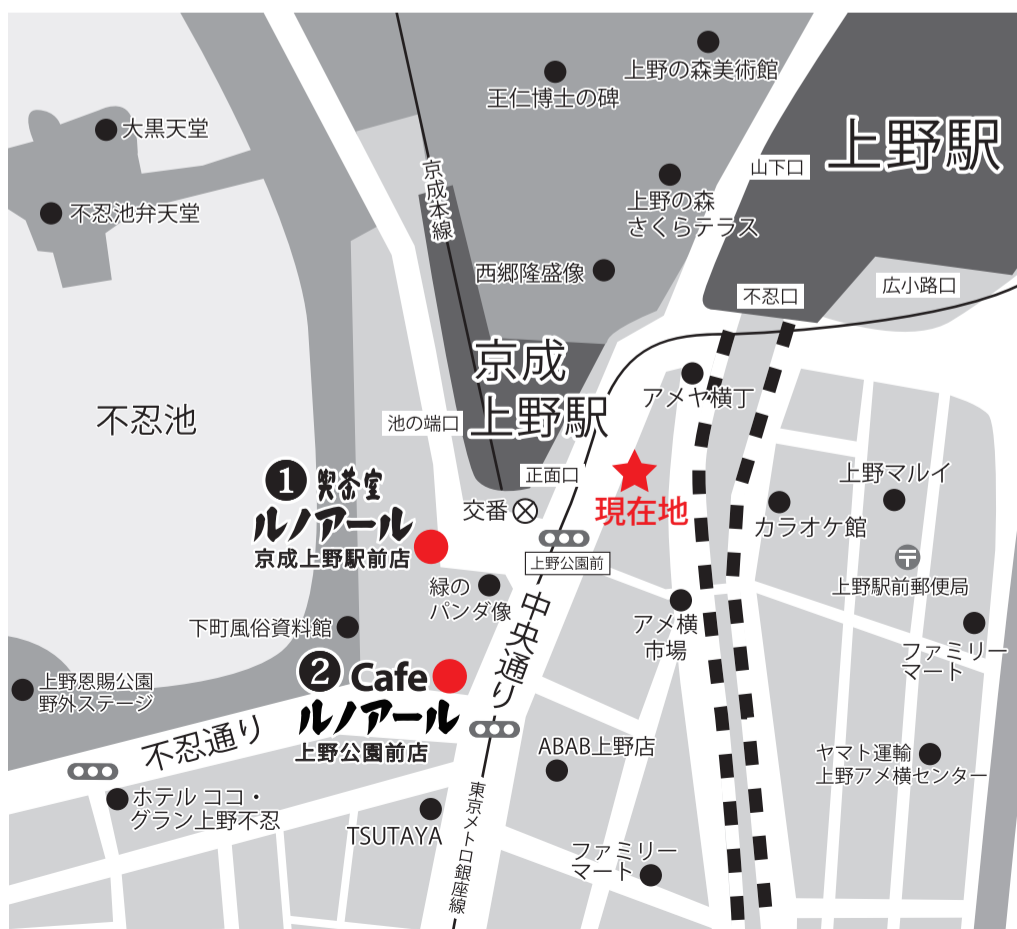 上野の森美術館
王仁博士の碑
大黒天堂
上野駅
山下口
京成本線
上野の森
さくらテラス
不忍池弁天堂
西郷隆盛像
広小路口
不忍口
京成
上野駅
アメヤ横丁
不忍池
池の端口
正面口
現在地
上野マルイ
カラオケ館
❶ 喫茶室
ルノアール
京成上野駅前店
交番
上野公園前
〒
上野駅前郵便局
緑の
パンダ像
中央通り
アメ横
市場
下町風俗資料館
ファミリー
マート
❷ Cafe
ルノアール
上野公園前店
上野恩賜公園
野外ステージ
不忍通り
ABAB上野店
ヤマト運輸
上野アメ横センター
ホテル ココ・
グラン上野不忍
TSUTAYA
東京メトロ銀座線
ファミリー
マート